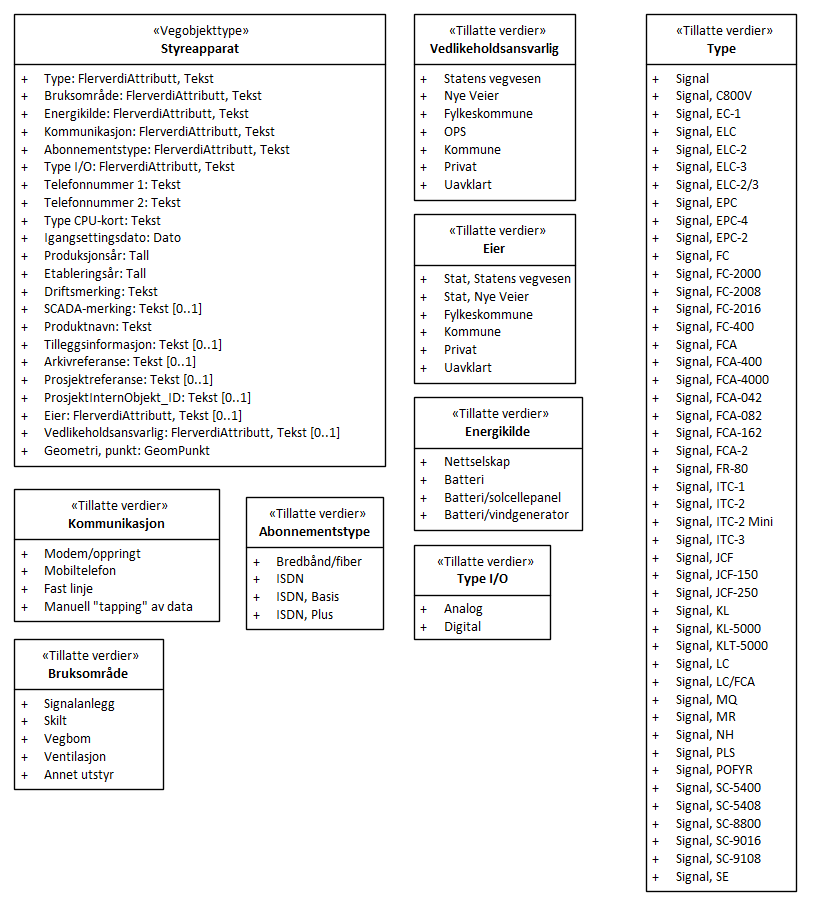 «Vegobjekttype»
Styreapparat
+ Type: FlerverdiAttributt, Tekst
+ Bruksområde: FlerverdiAttributt, Tekst
+ Energikilde: FlerverdiAttributt, Tekst
+ Kommunikasjon: FlerverdiAttributt, Tekst
+ Abonnementstype: FlerverdiAttributt, Tekst
+ Type I/O: FlerverdiAttributt, Tekst
+ Telefonnummer 1: Tekst
+ Telefonnummer 2: Tekst
+ Type CPU-kort: Tekst
+ Igangsettingsdato: Dato
+ Produksjonsår: Tall
+ Etableringsår: Tall
+ Driftsmerking: Tekst
+ SCADA-merking: Tekst [0..1]
+ Produktnavn: Tekst
+ Tilleggsinformasjon: Tekst [0..1]
+ Arkivreferanse: Tekst [0..1]
+ Prosjektreferanse: Tekst [0..1]
+ ProsjektInternObjekt_ID: Tekst [0..1]
+ Eier: FlerverdiAttributt, Tekst [0..1]
+ Vedlikeholdsansvarlig: FlerverdiAttributt, Tekst [0..1]
+ Geometri, punkt: GeomPunkt
«Tillatte verdier»
Kommunikasjon
+ Modem/oppringt
+ Mobiltelefon
+ Fast linje
+ Manuell "tapping" av data
«Tillatte verdier»
Abonnementstype
+ Bredbånd/fiber
+ ISDN
+ ISDN, Basis
+ ISDN, Plus
«Tillatte verdier»
Bruksområde
+ Signalanlegg
+ Skilt
+ Vegbom
+ Ventilasjon
+ Annet utstyr
«Tillatte verdier»
Vedlikeholdsansvarlig
+ Statens vegvesen
+ Nye Veier
+ Fylkeskommune
+ OPS
+ Kommune
+ Privat
+ Uavklart
«Tillatte verdier»
Eier
+ Stat, Statens vegvesen
+ Stat, Nye Veier
+ Fylkeskommune
+ Kommune
+ Privat
+ Uavklart
«Tillatte verdier»
Energikilde
+ Nettselskap
+ Batteri
+ Batteri/solcellepanel
+ Batteri/vindgenerator
«Tillatte verdier»
Type I/O
+ Analog
+ Digital
«Tillatte verdier»
Type
+ Signal
+ Signal, C800V
+ Signal, EC-1
+ Signal, ELC
+ Signal, ELC-2
+ Signal, ELC-3
+ Signal, ELC-2/3
+ Signal, EPC
+ Signal, EPC-4
+ Signal, EPC-2
+ Signal, FC
+ Signal, FC-2000
+ Signal, FC-2008
+ Signal, FC-2016
+ Signal, FC-400
+ Signal, FCA
+ Signal, FCA-400
+ Signal, FCA-4000
+ Signal, FCA-042
+ Signal, FCA-082
+ Signal, FCA-162
+ Signal, FCA-2
+ Signal, FR-80
+ Signal, ITC-1
+ Signal, ITC-2
+ Signal, ITC-2 Mini
+ Signal, ITC-3
+ Signal, JCF
+ Signal, JCF-150
+ Signal, JCF-250
+ Signal, KL
+ Signal, KL-5000
+ Signal, KLT-5000
+ Signal, LC
+ Signal, LC/FCA
+ Signal, MQ
+ Signal, MR
+ Signal, NH
+ Signal, PLS
+ Signal, POFYR
+ Signal, SC-5400
+ Signal, SC-5408
+ Signal, SC-8800
+ Signal, SC-9016
+ Signal, SC-9108
+ Signal, SE